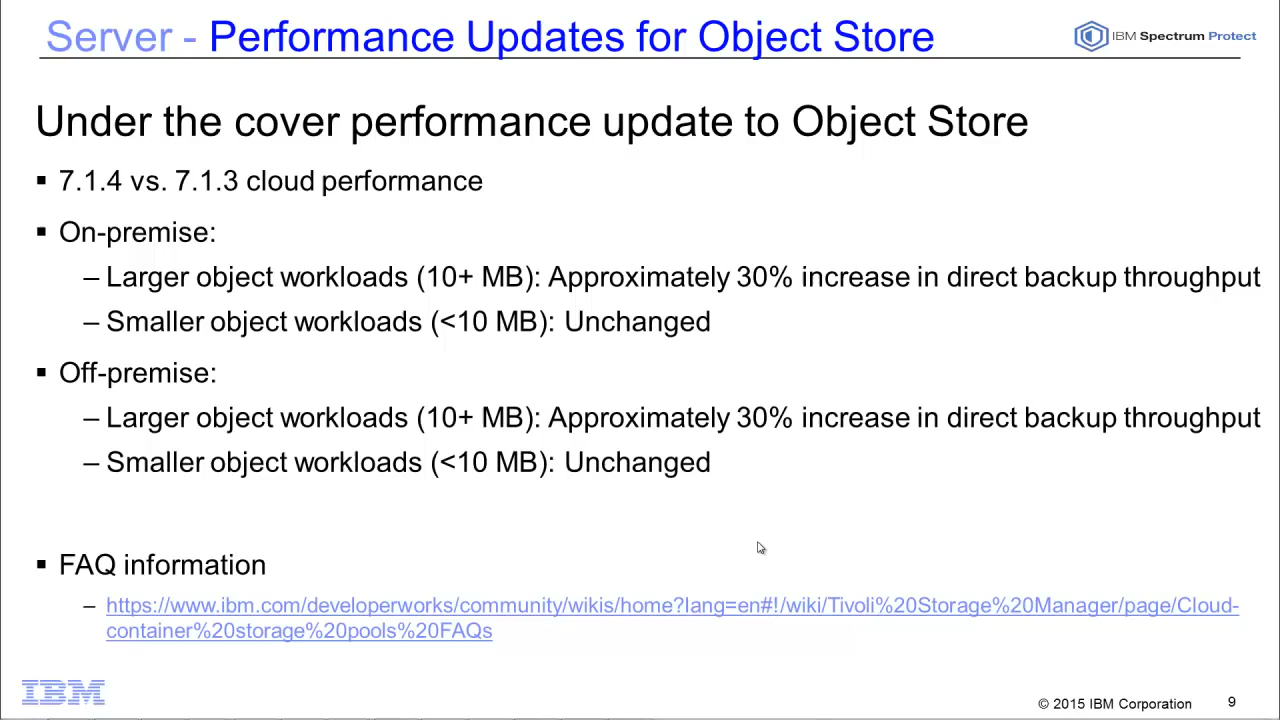 Server - Performance Updates for Object Store
IBM Spectrum Protect
Under the cover performance update to Object Store
▪ 7.1.4 vs. 7.1.3 cloud performance
▪ On-premise:
– Larger object workloads (10+ MB): Approximately 30% increase in direct backup throughput
– Smaller object workloads (<10 MB): Unchanged
▪ Off-premise:
– Larger object workloads (10+ MB): Approximately 30% increase in direct backup throughput
– Smaller object workloads (<10 MB): Unchanged
▪ FAQ information
– https://www.ibm.com/developerworks/community/wikis/home?lang=en#!/wiki/Tivoli%20Storage%20Manager/page/Cloud-
container%20storage%20pools%20FAQs
IBM
© 2015 IBM Corporation
9